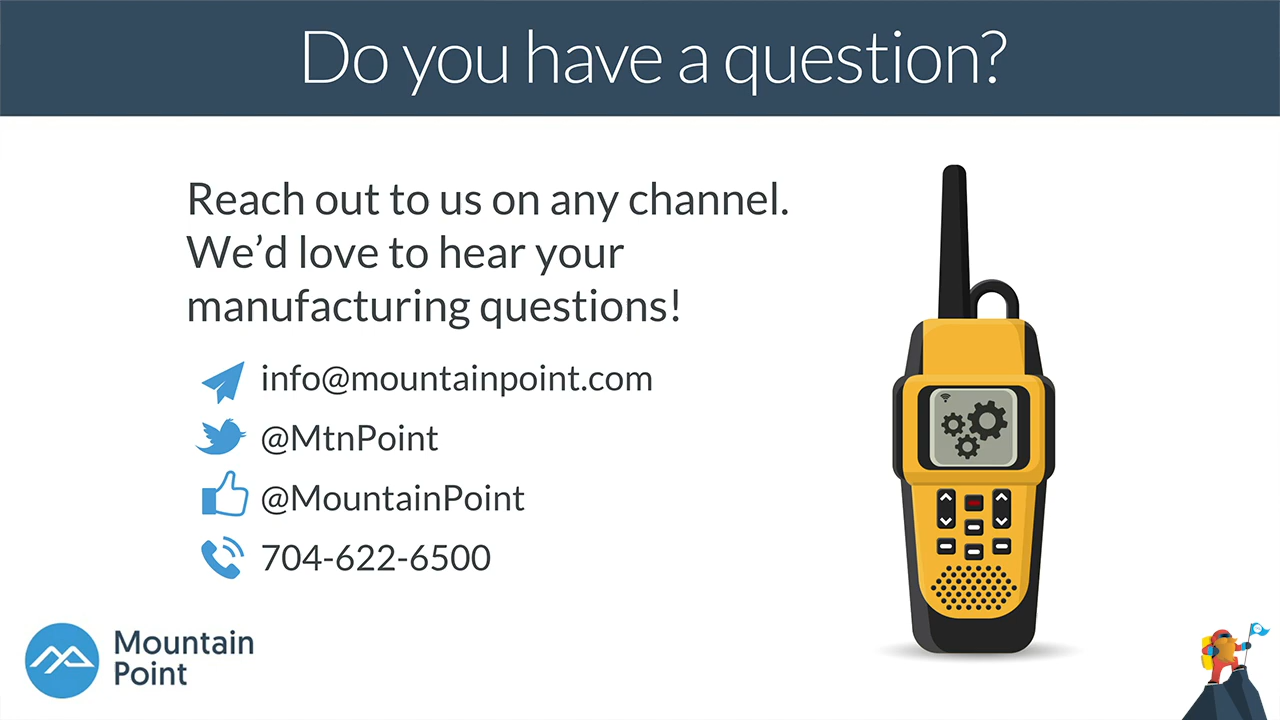 Do you have a question?
Reach out to us on any channel.
We’d love to hear your
manufacturing questions!
info@mountainpoint.com
@MtnPoint
@MountainPoint
704-622-6500
Mountain
Point